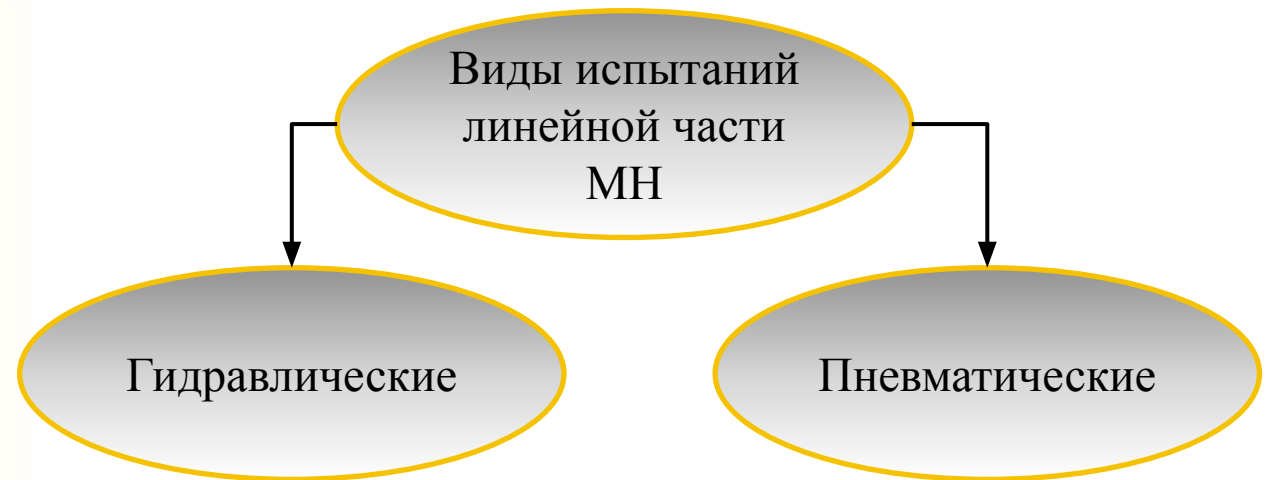 Виды испытаний
линейной части
МН
Гидравлические
Пневматические